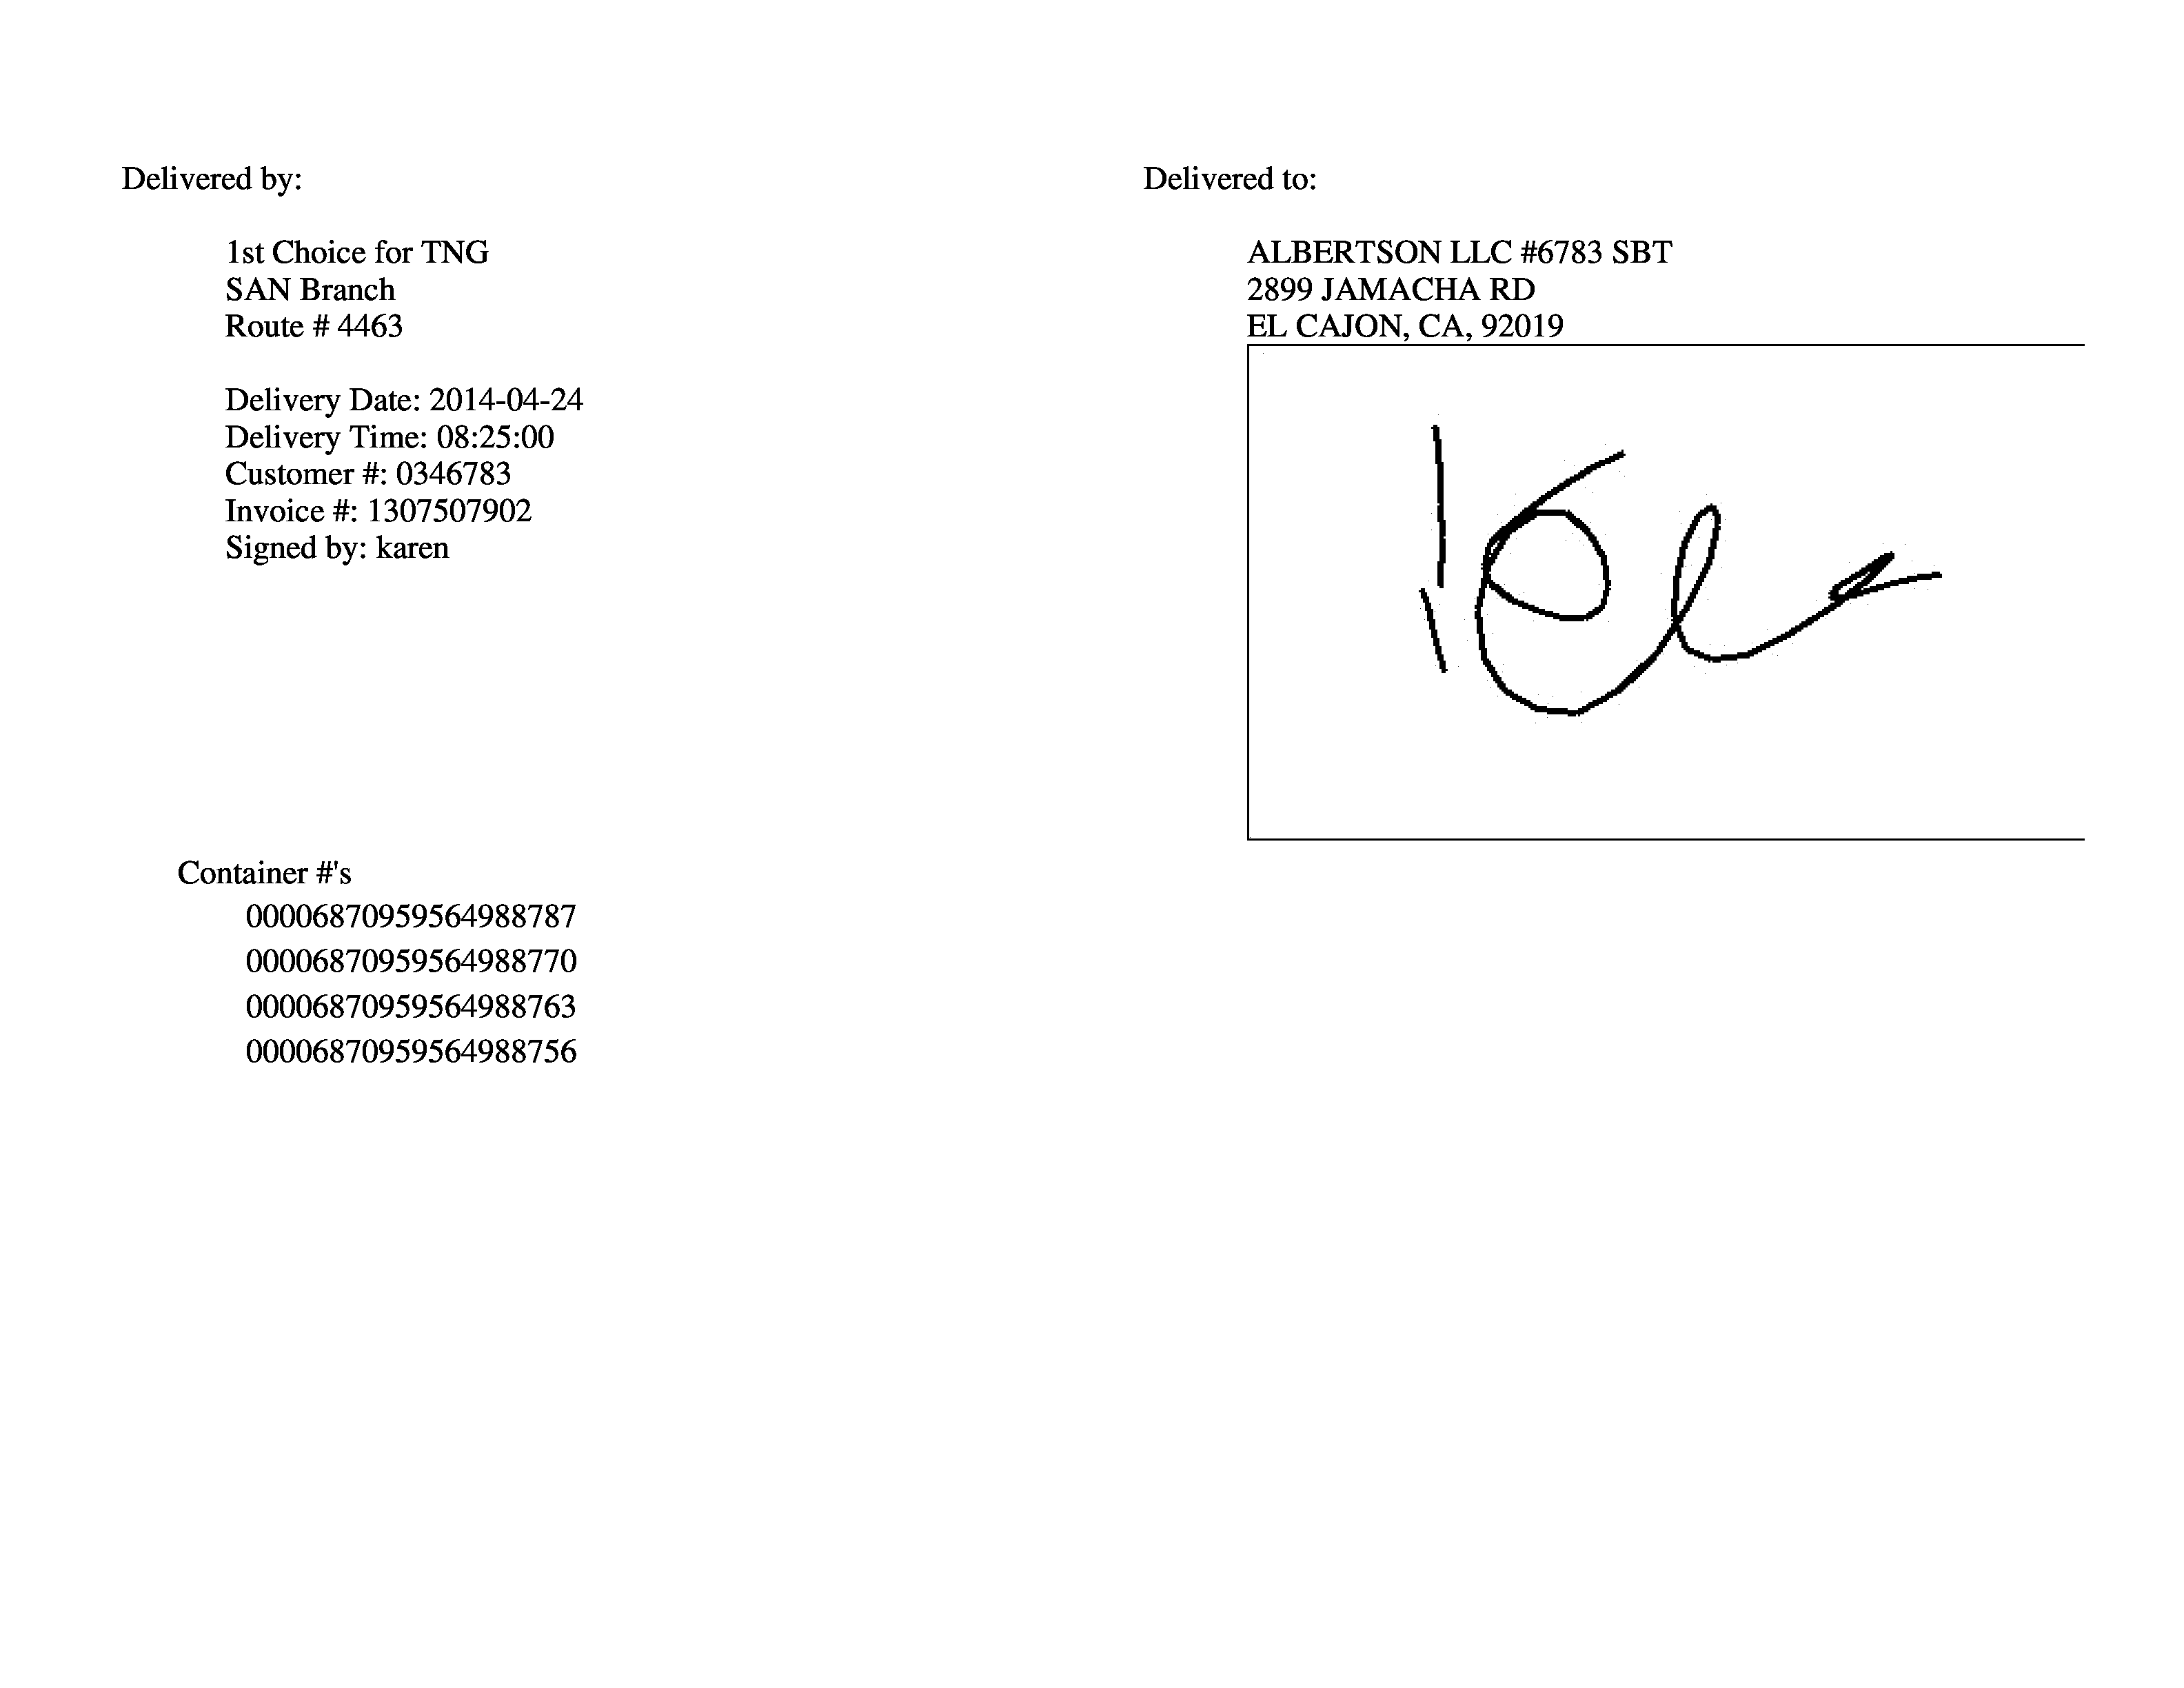 Delivered by:
1st Choice for TNG
SAN Branch
Route # 4463
Delivery Date: 2014-04-24
Delivery Time: 08:25:00
Customer #: 0346783
Invoice #: 1307507902
Signed by: karen
Delivered to:
ALBERTSON LLC #6783 SBT
2899 JAMACHA RD
EL CAJON, CA, 92019
Container #'s
00006870959564988787
00006870959564988770
00006870959564988763
00006870959564988756